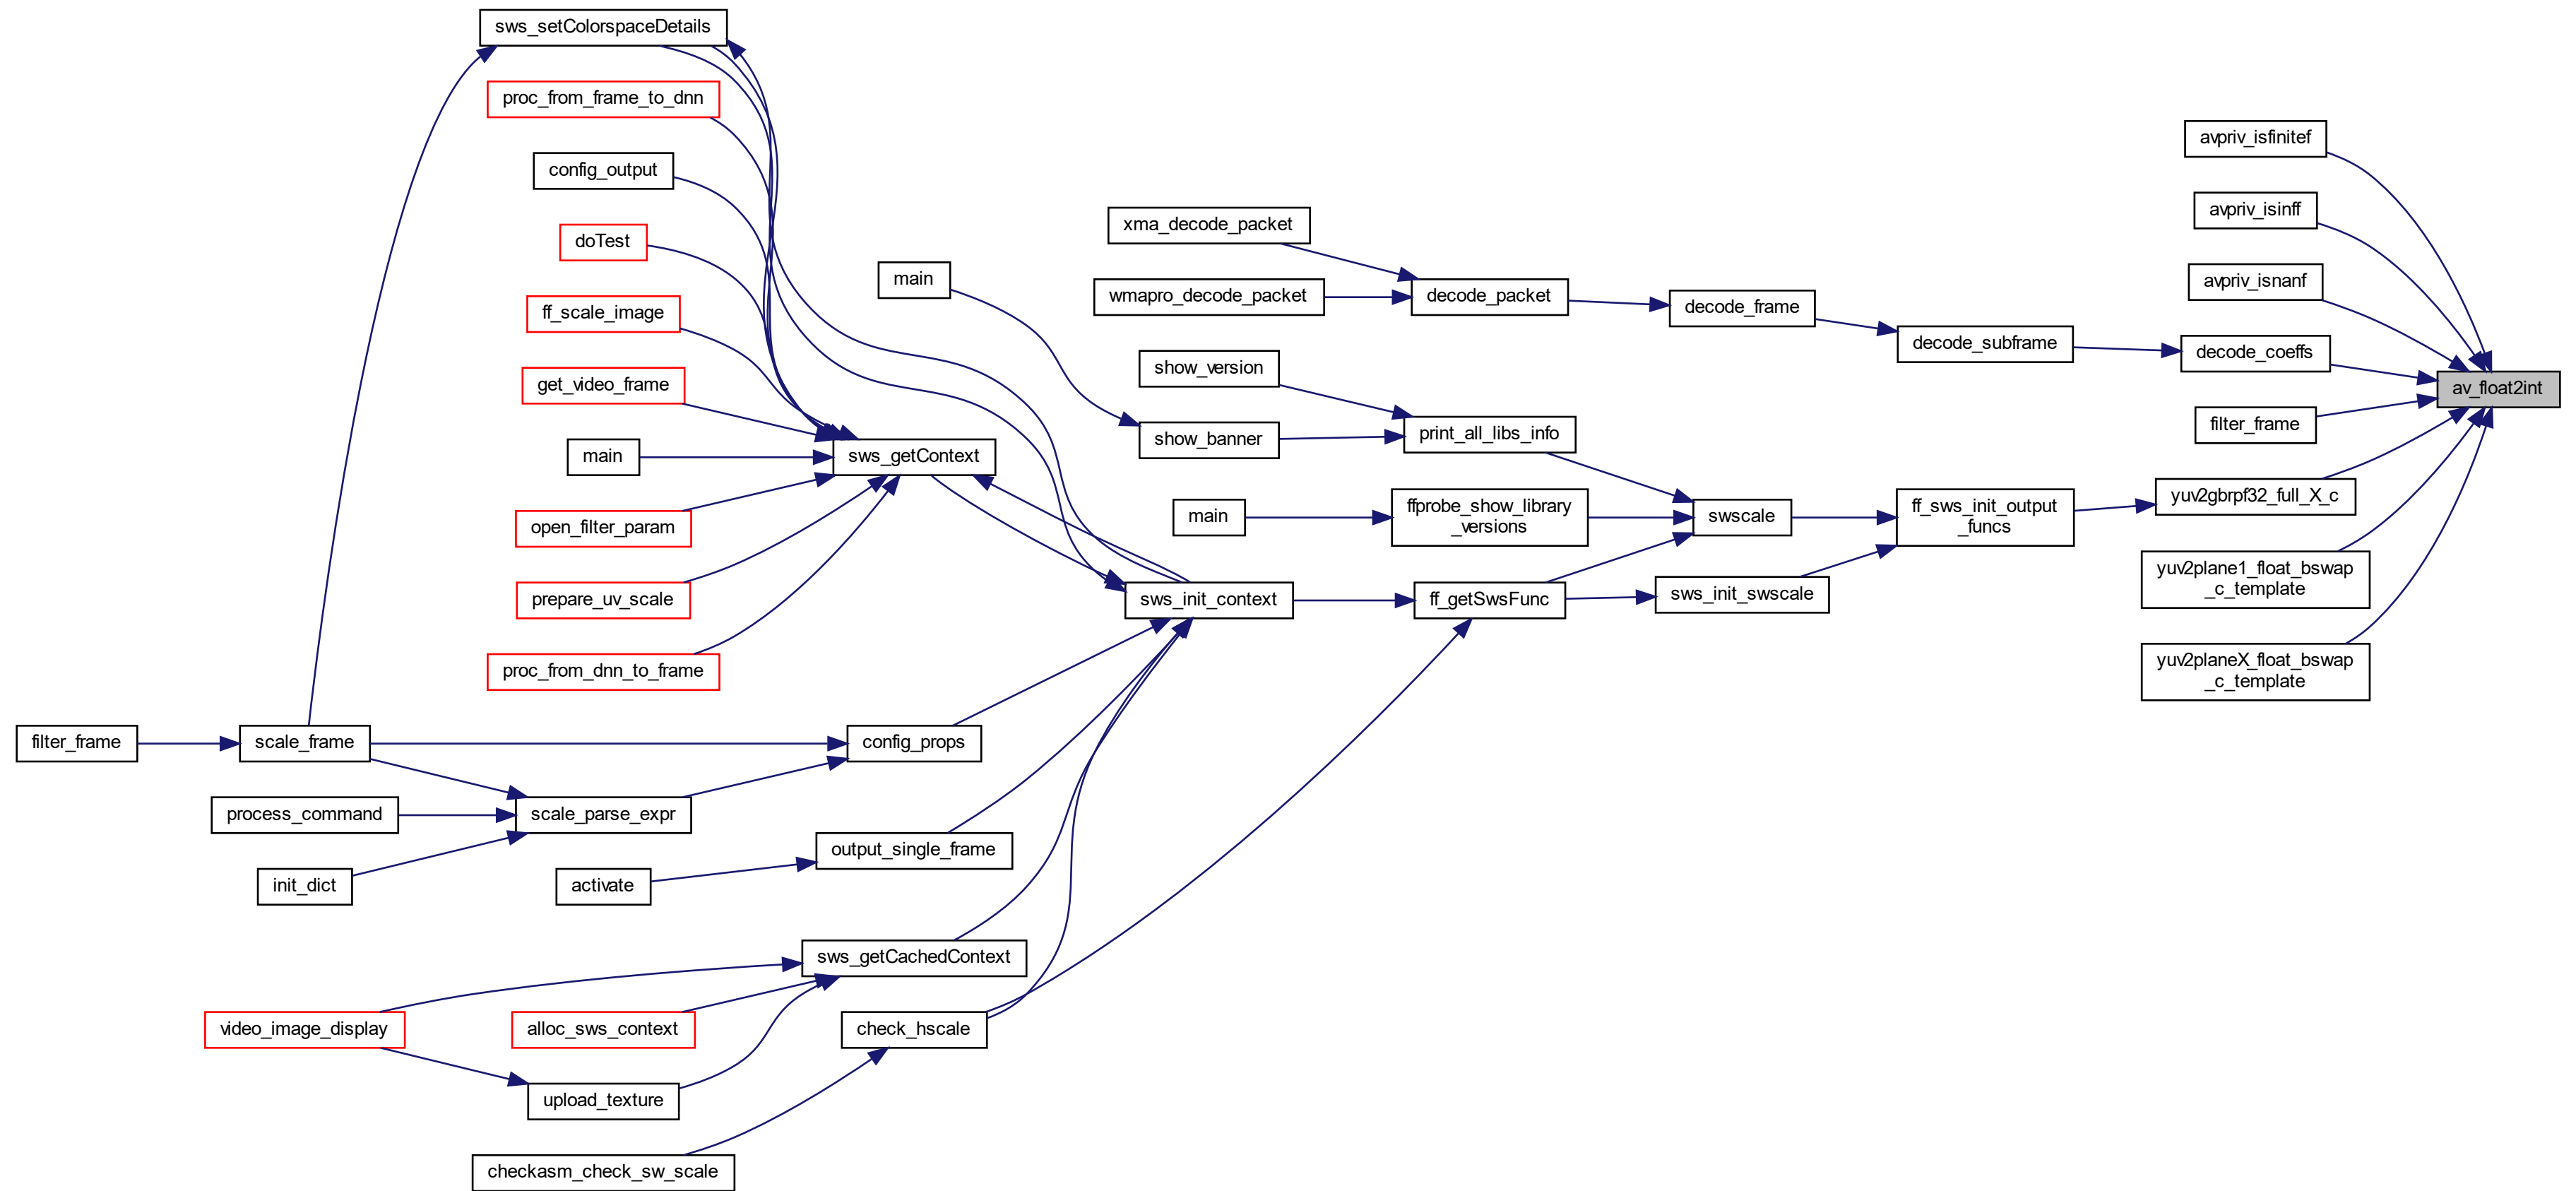 sws_setColorspaceDetails
proc_from_frame_to_dnn
config_output
doTest
ff_scale_image
get_video_frame
main
open_filter_param
prepare_uv_scale
proc_from_dnn_to_frame
filter_frame
scale_frame
process_command
scale_parse_expr
init_dict
activate
video_image_display
alloc_sws_context
upload_texture
checkasm_check_sw_scale
main
sws_getContext
config_props
output_single_frame
sws_getCachedContext
check_hscale
xma_decode_packet
wmapro_decode_packet
show_version
show_banner
main
sws_init_context
decode_packet
print_all_libs_info
ffprobe_show_library
_versions
ff_getSwsFunc
decode_frame
swscale
sws_init_swscale
decode_subframe
ff_sws_init_output
_funcs
avpriv_isfinitef
avpriv_isinff
avpriv_isnanf
decode_coeffs
filter_frame
yuv2gbrpf32_full_X_c
yuv2plane1_float_bswap
_c_template
yuv2planeX_float_bswap
_c_template
av_float2int